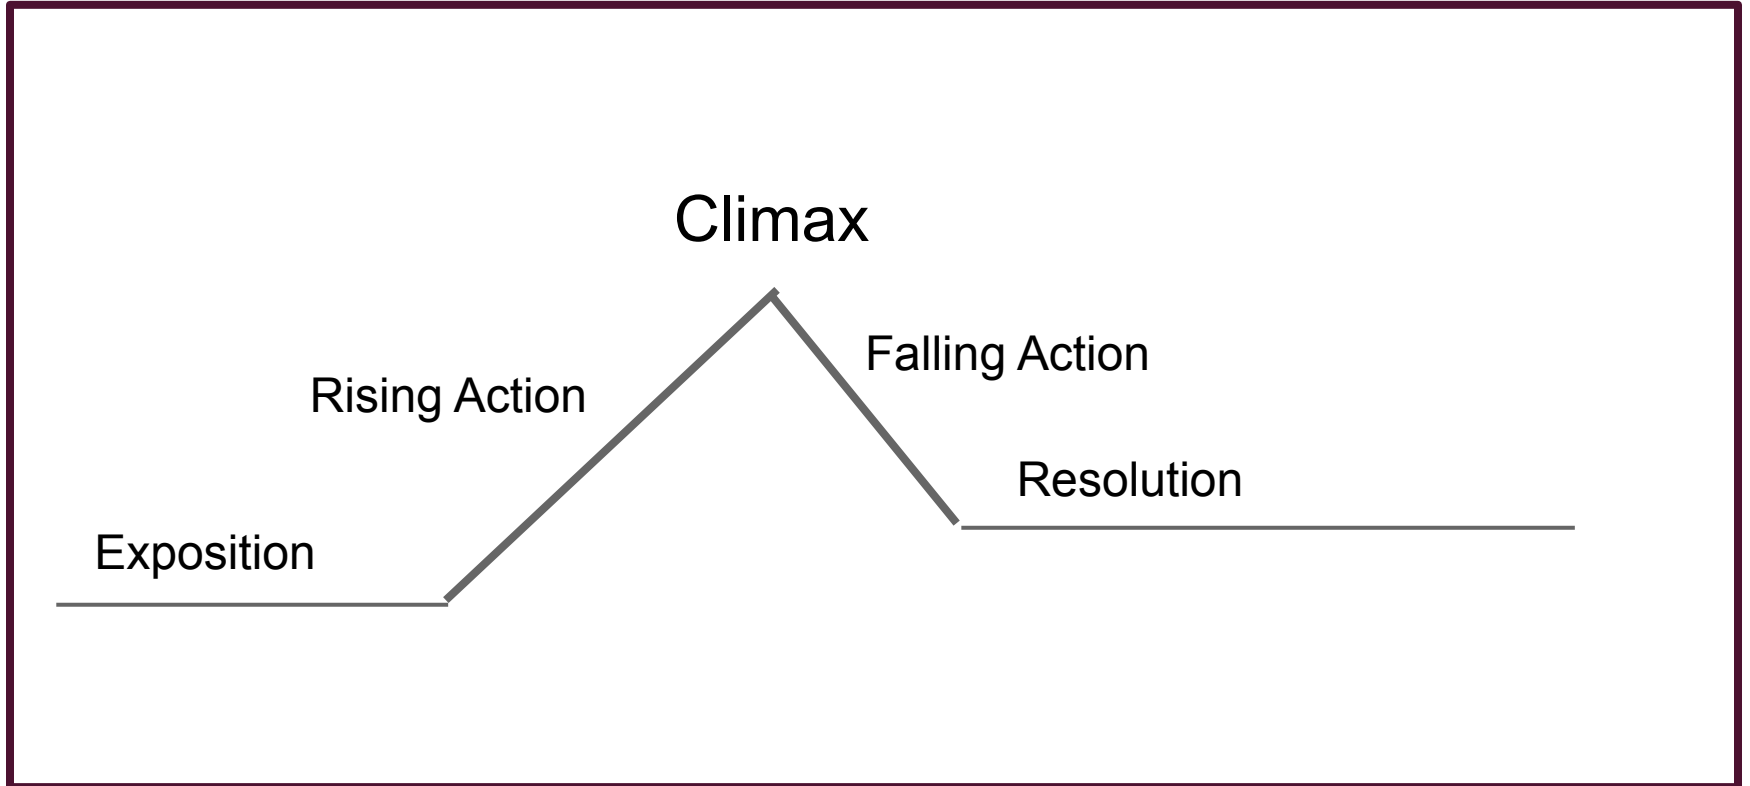 Climax
Falling Action
Rising Action
Resolution
Exposition